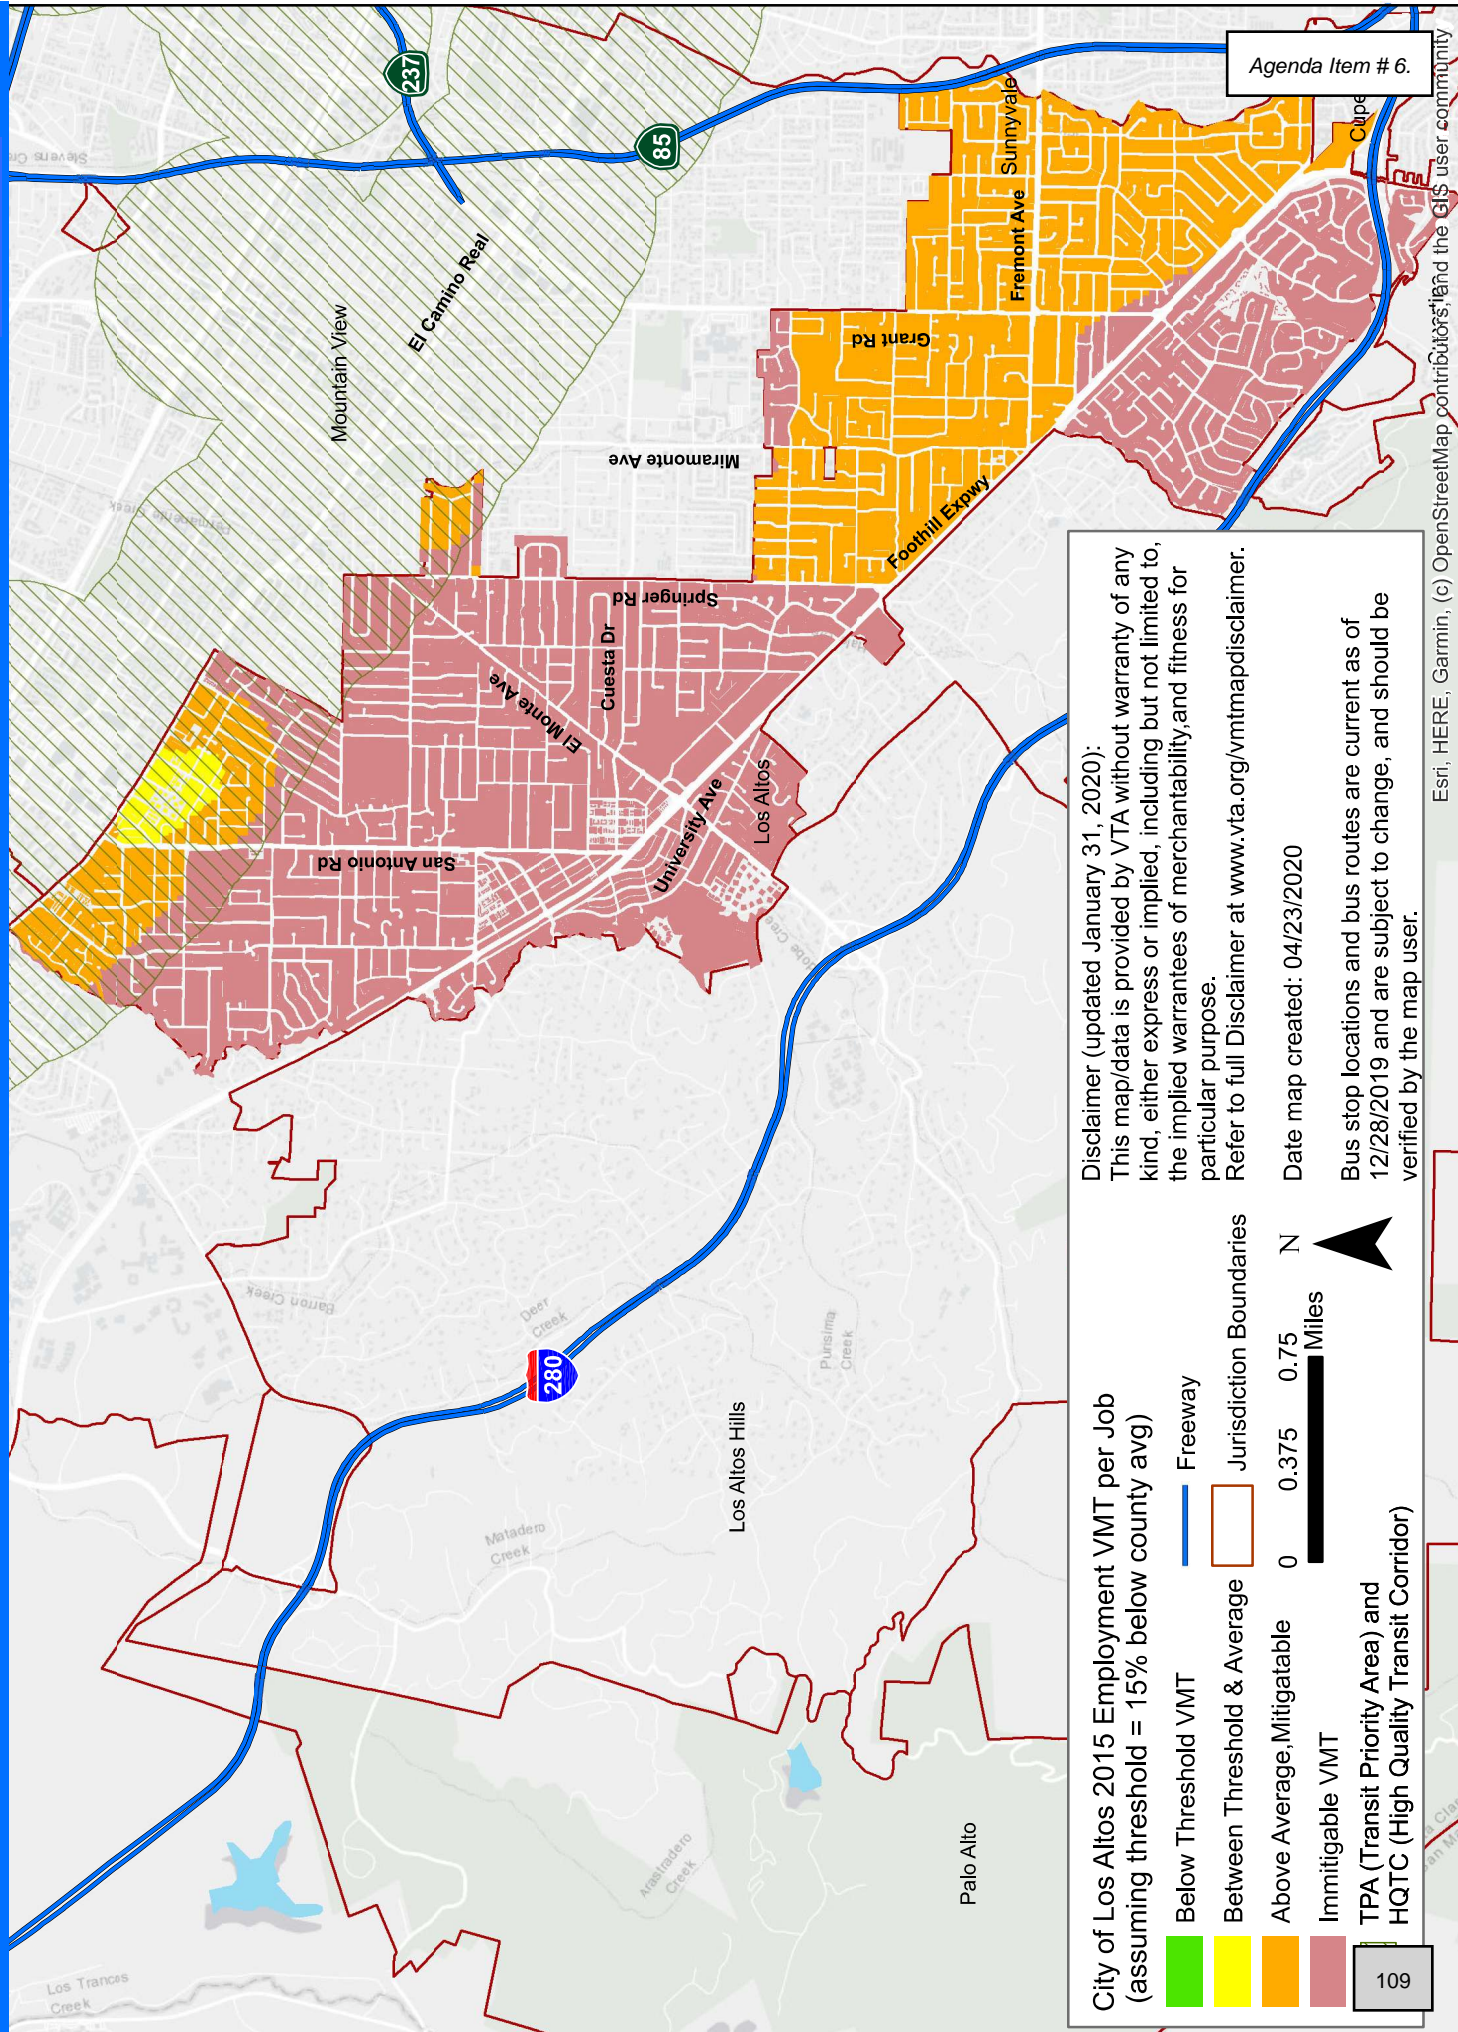 Agenda Item # 6.
237
85
280
Stevens Cre
Permanente Creek
Mountain View
El Camino Real
Sunnyvale
Fremont Ave
Grant Rd
Miramonte Ave
Foothill Expwy
Springer Rd
Cuesta Dr
El Monte Ave
San Antonio Rd
University Ave
Los Altos
Barron Creek
Deer
Creek
Purisima
Creek
Matadero
Creek
Los Altos Hills
Arastradero
Creek
Palo Alto
Los Trancos
Creek
Cupe
City of Los Altos 2015 Employment VMT per Job
(assuming threshold = 15% below county avg)
Below Threshold VMT
Between Threshold & Average
Above Average,Mitigatable
Immitigable VMT
TPA (Transit Priority Area) and
HQTC (High Quality Transit Corridor)
Freeway
Jurisdiction Boundaries
0 0.375 0.75
Miles
N
Disclaimer (updated January 31, 2020):
This map/data is provided by VTA without warranty of any
kind, either express or implied, including but not limited to,
the implied warrantees of merchantability,and fitness for
particular purpose.
Refer to full Disclaimer at www.vta.org/vmtmapdisclaimer.
Date map created: 04/23/2020
Bus stop locations and bus routes are current as of
12/28/2019 and are subject to change, and should be
verified by the map user.
Esri, HERE, Garmin, (c) OpenStreetMap contributors, and the GIS user community
109